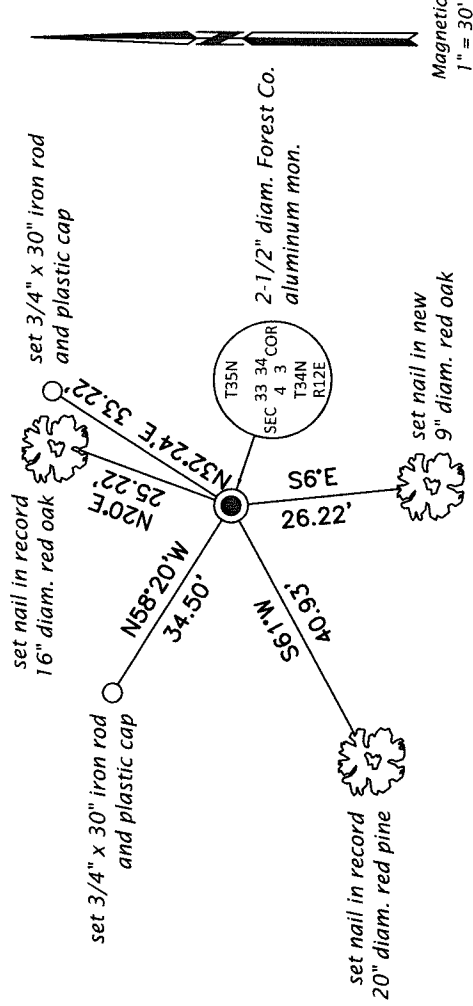 set nail in record
16" diam. red oak
set 3/4" x 30" iron rod
and plastic cap
Magnetic
1" = 30'
set 3/4" x 30" iron rod
and plastic cap
N58°20'W
34.50'
N20°E
25.22'
N32°24'E 33.22'
2-1/2" diam. Forest Co.
aluminum mon.
T35N
SEC 33 34 COR
4 3
T34N
R12E
S61°W
40.93'
S6°E
26.22'
set nail in record
20" diam. red pine
set nail in new
9" diam. red oak